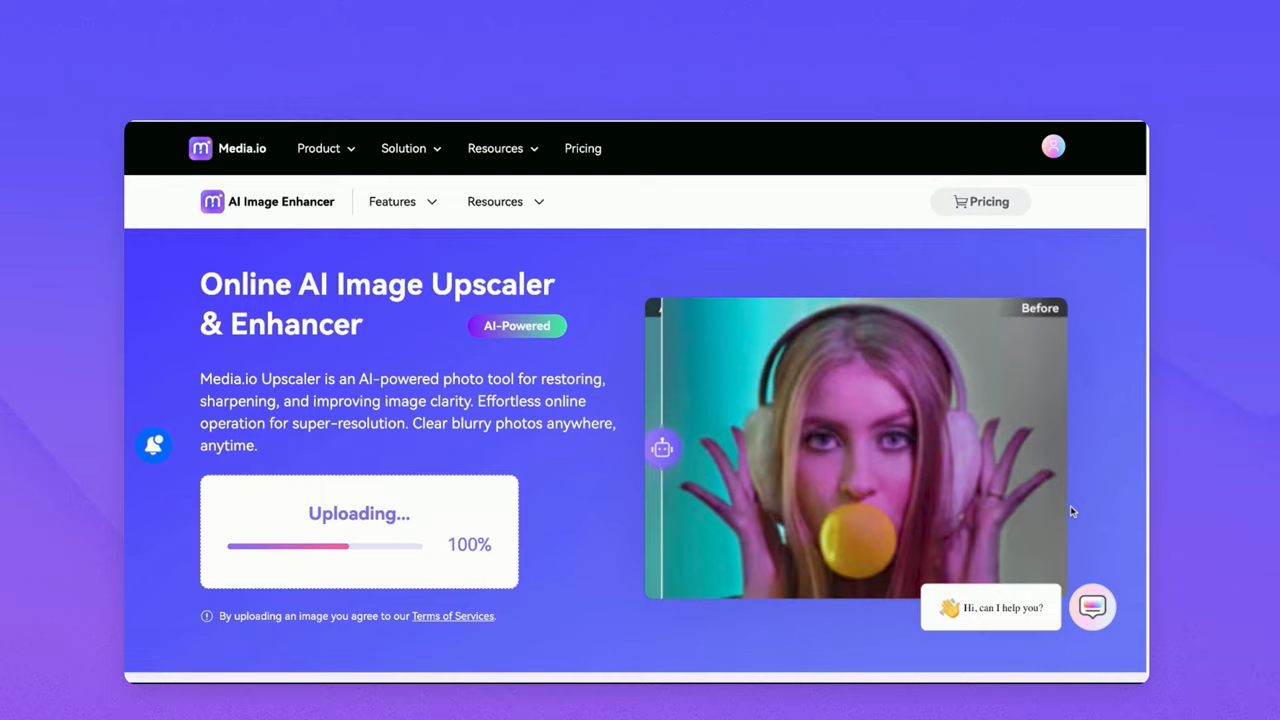 Media.io Product Solution Resources Pricing
AI Image Enhancer Features Resources Pricing
Online AI Image Upscaler
& Enhancer
AI-Powered
Media.io Upscaler is an AI-powered photo tool for restoring,
sharpening, and improving image clarity. Effortless online
operation for super-resolution. Clear blurry photos anywhere,
anytime.
Uploading...
100%
By uploading an image you agree to our Terms of Services.
Before
👋 Hi, can I help you?